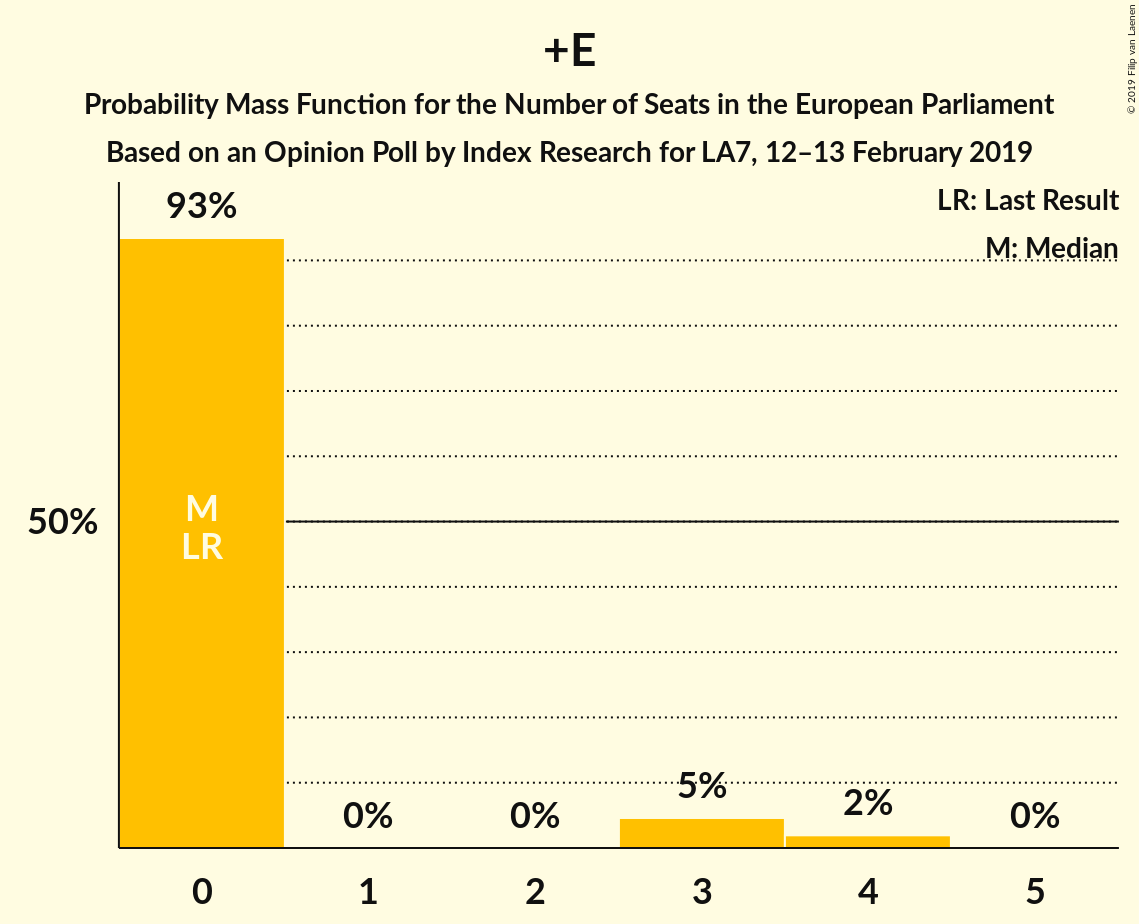 +E
Probability Mass Function for the Number of Seats in the European Parliament
Based on an Opinion Poll by Index Research for LA7, 12–13 February 2019
© 2019 Filip van Laenen
LR: Last Result
M: Median
93%
M
LR
50%
0%
0%
5%
2%
0%
0
1
2
3
4
5